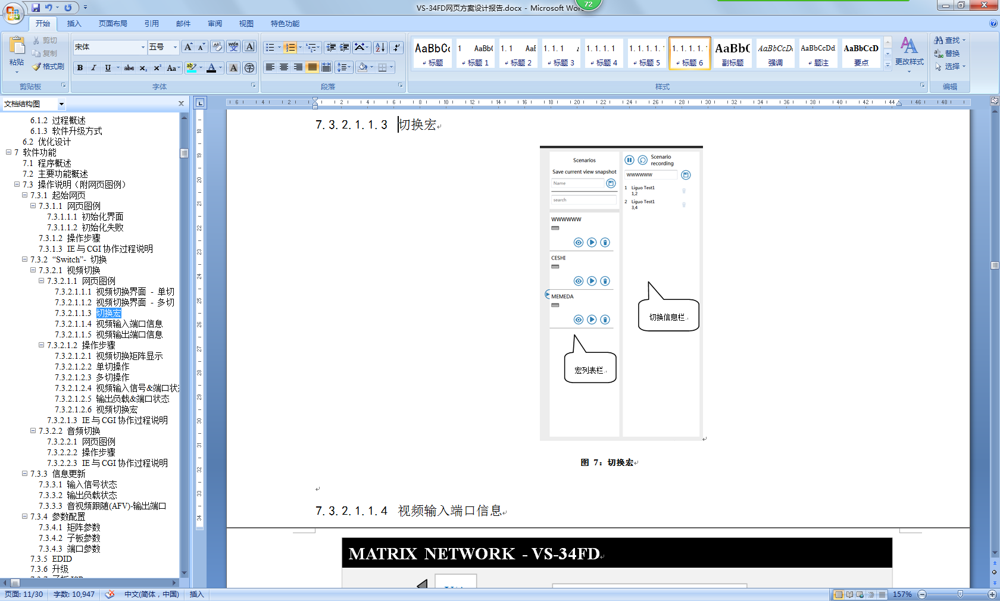 VS-34FD网页方案设计报告.docx - Microsoft Wor
72
开始 插入 页面布局 引用 邮件 审阅 视图 特色功能
粘贴
剪切
复制
格式刷
剪贴板
宋体 五号
字体
段落
AaBbC 标题
1 AaBb 标题 1
1.1 Aa 标题 2
1.1.1 标题 3
1.1.1.1 标题 4
1.1.1.1.1. 标题 5
1.1.1.1. 标题 6
AaBbC 副标题
AaBbCcD 强调
AaBbCcDd 题注
AaBbCcD 要点
更改样式
样式
查找
替换
选择
编辑
文档结构图
6.1.2 过程概述
6.1.3 软件升级方式
6.2 优化设计
7 软件功能
7.1 程序概述
7.2 主要功能概述
7.3 操作说明（附网页图例）
7.3.1 起始网页
7.3.1.1 网页图例
7.3.1.1.1 初始化界面
7.3.1.1.2 初始化失败
7.3.1.2 操作步骤
7.3.1.3 IE 与 CGI 协作过程说明
7.3.2 “Switch”- 切换
7.3.2.1 视频切换
7.3.2.1.1 网页图例
7.3.2.1.1.1 视频切换界面 - 单切
7.3.2.1.1.2 视频切换界面 - 多切
7.3.2.1.1.3 切换宏
7.3.2.1.1.4 视频输入端口信息
7.3.2.1.1.5 视频输出端口信息
7.3.2.1.2 操作步骤
7.3.2.1.2.1 视频切换矩阵显示
7.3.2.1.2.2 单切操作
7.3.2.1.2.3 多切操作
7.3.2.1.2.4 视频输入信号&端口状
7.3.2.1.2.5 输出负载&端口状态
7.3.2.1.2.6 视频切换宏
7.3.2.1.3 IE 与 CGI 协作过程说明
7.3.2.2 音频切换
7.3.2.2.1 网页图例
7.3.2.2.2 操作步骤
7.3.2.2.3 IE 与 CGI 协作过程说明
7.3.3 信息更新
7.3.3.1 输入信号状态
7.3.3.2 输出负载状态
7.3.3.3 音视频跟随(AFV)-输出端口
7.3.4 参数配置
7.3.4.1 矩阵参数
7.3.4.2 子板参数
7.3.4.3 端口参数
7.3.5 EDID
7.3.6 升级
7.3.2.1.1.3 切换宏
Scenarios
Save current view snapshot
Name
search
WWWWWW
CESHI
MEMEDA
Scenario
recording
WWWWWW
1 Liguo Test1
1,2
2 Liguo Test1
3,4
切换信息栏
宏列表栏
图 7：切换宏
7.3.2.1.1.4 视频输入端口信息
MATRIX NETWORK - VS-34FD
页面: 11/30 字数: 10,947 中文(简体，中国) 插入 157%